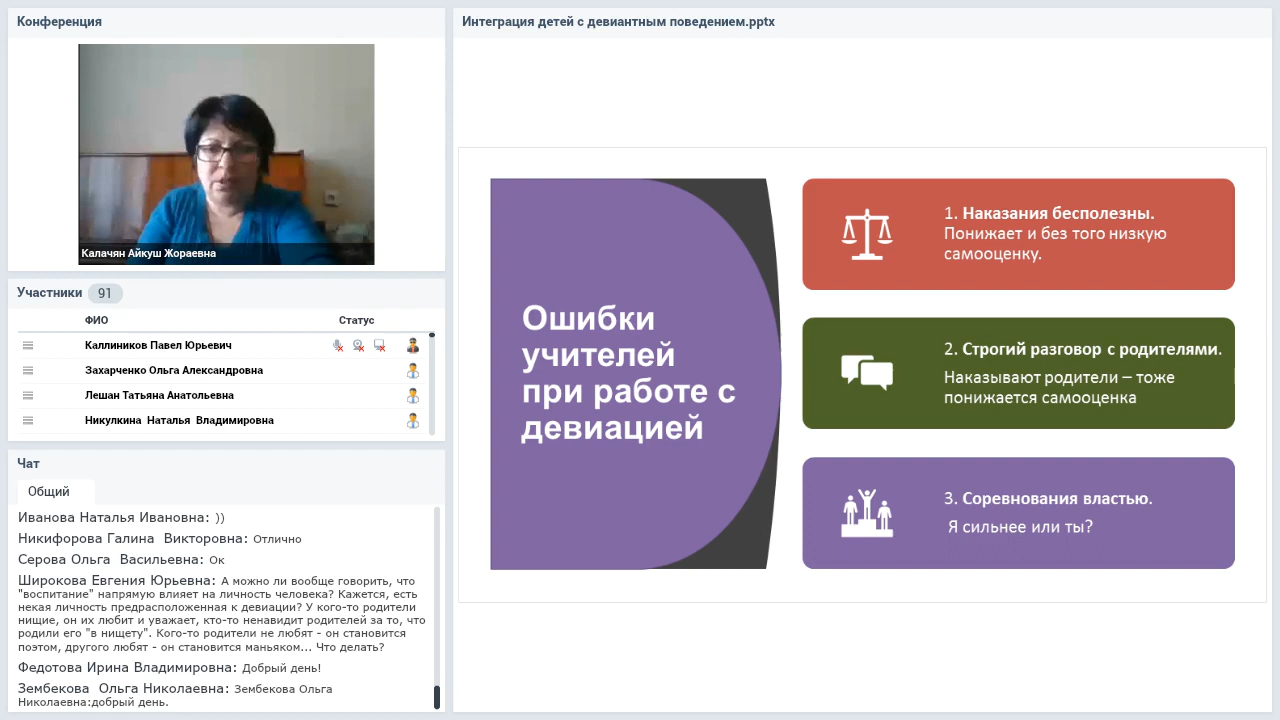 Конференция
Калачян Айкуш Жораевна
Участники 91
ФИО Статус
Каллиников Павел Юрьевич
Захарченко Ольга Александровна
Лешан Татьяна Анатольевна
Никулкина Наталья Владимировна
Чат
Общий
Иванова Наталья Ивановна: ))
Никифорова Галина Викторовна: Отлично
Серова Ольга Васильевна: Ок
Широкова Евгения Юрьевна: А можно ли вообще говорить, что
"воспитание" напрямую влияет на личность человека? Кажется, есть
некая личность предрасположенная к девиации? У кого-то родители
нищие, он их любит и уважает, кто-то ненавидит родителей за то, что
родили его "в нищету". Кого-то родители не любят - он становится
поэтом, другого любят - он становится маньяком... Что делать?
Федотова Ирина Владимировна: Добрый день!
Зембекова Ольга Николаевна: Зембекова Ольга
Николаевна:добрый день.
Интеграция детей с девиантным поведением.pptx
Ошибки
учителей
при работе с
девиацией
1. Наказания бесполезны.
Понижает и без того низкую
самооценку.
2. Строгий разговор с родителями.
Наказывают родители – тоже
понижается самооценка
3. Соревнования властью.
Я сильнее или ты?